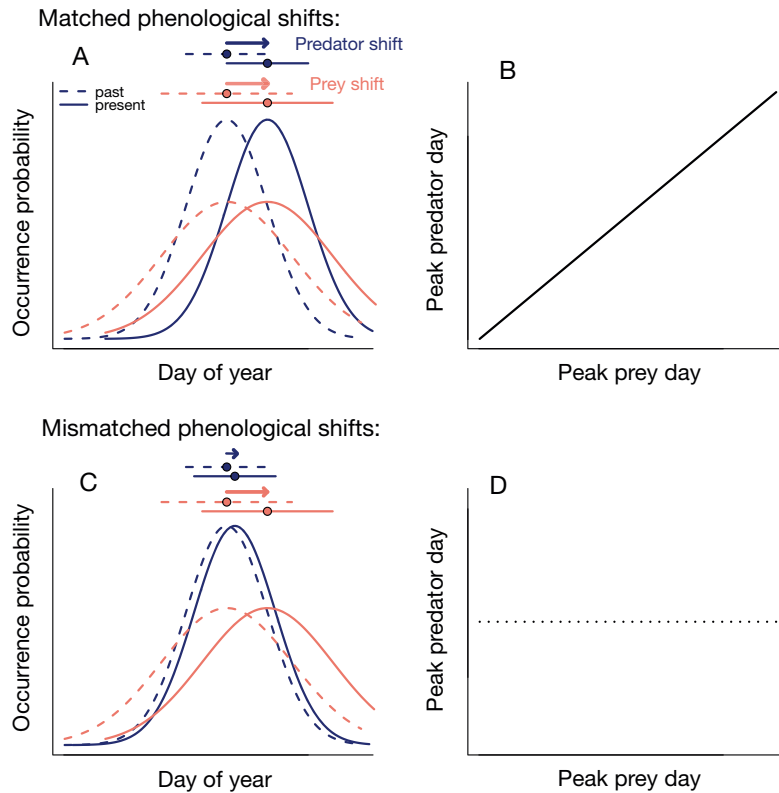 Matched phenological shifts:
A
Predator shift
Prey shift
past
present
Occurrence probability
Day of year
B
Peak predator day
Peak prey day
Mismatched phenological shifts:
C
Occurrence probability
Day of year
D
Peak predator day
Peak prey day